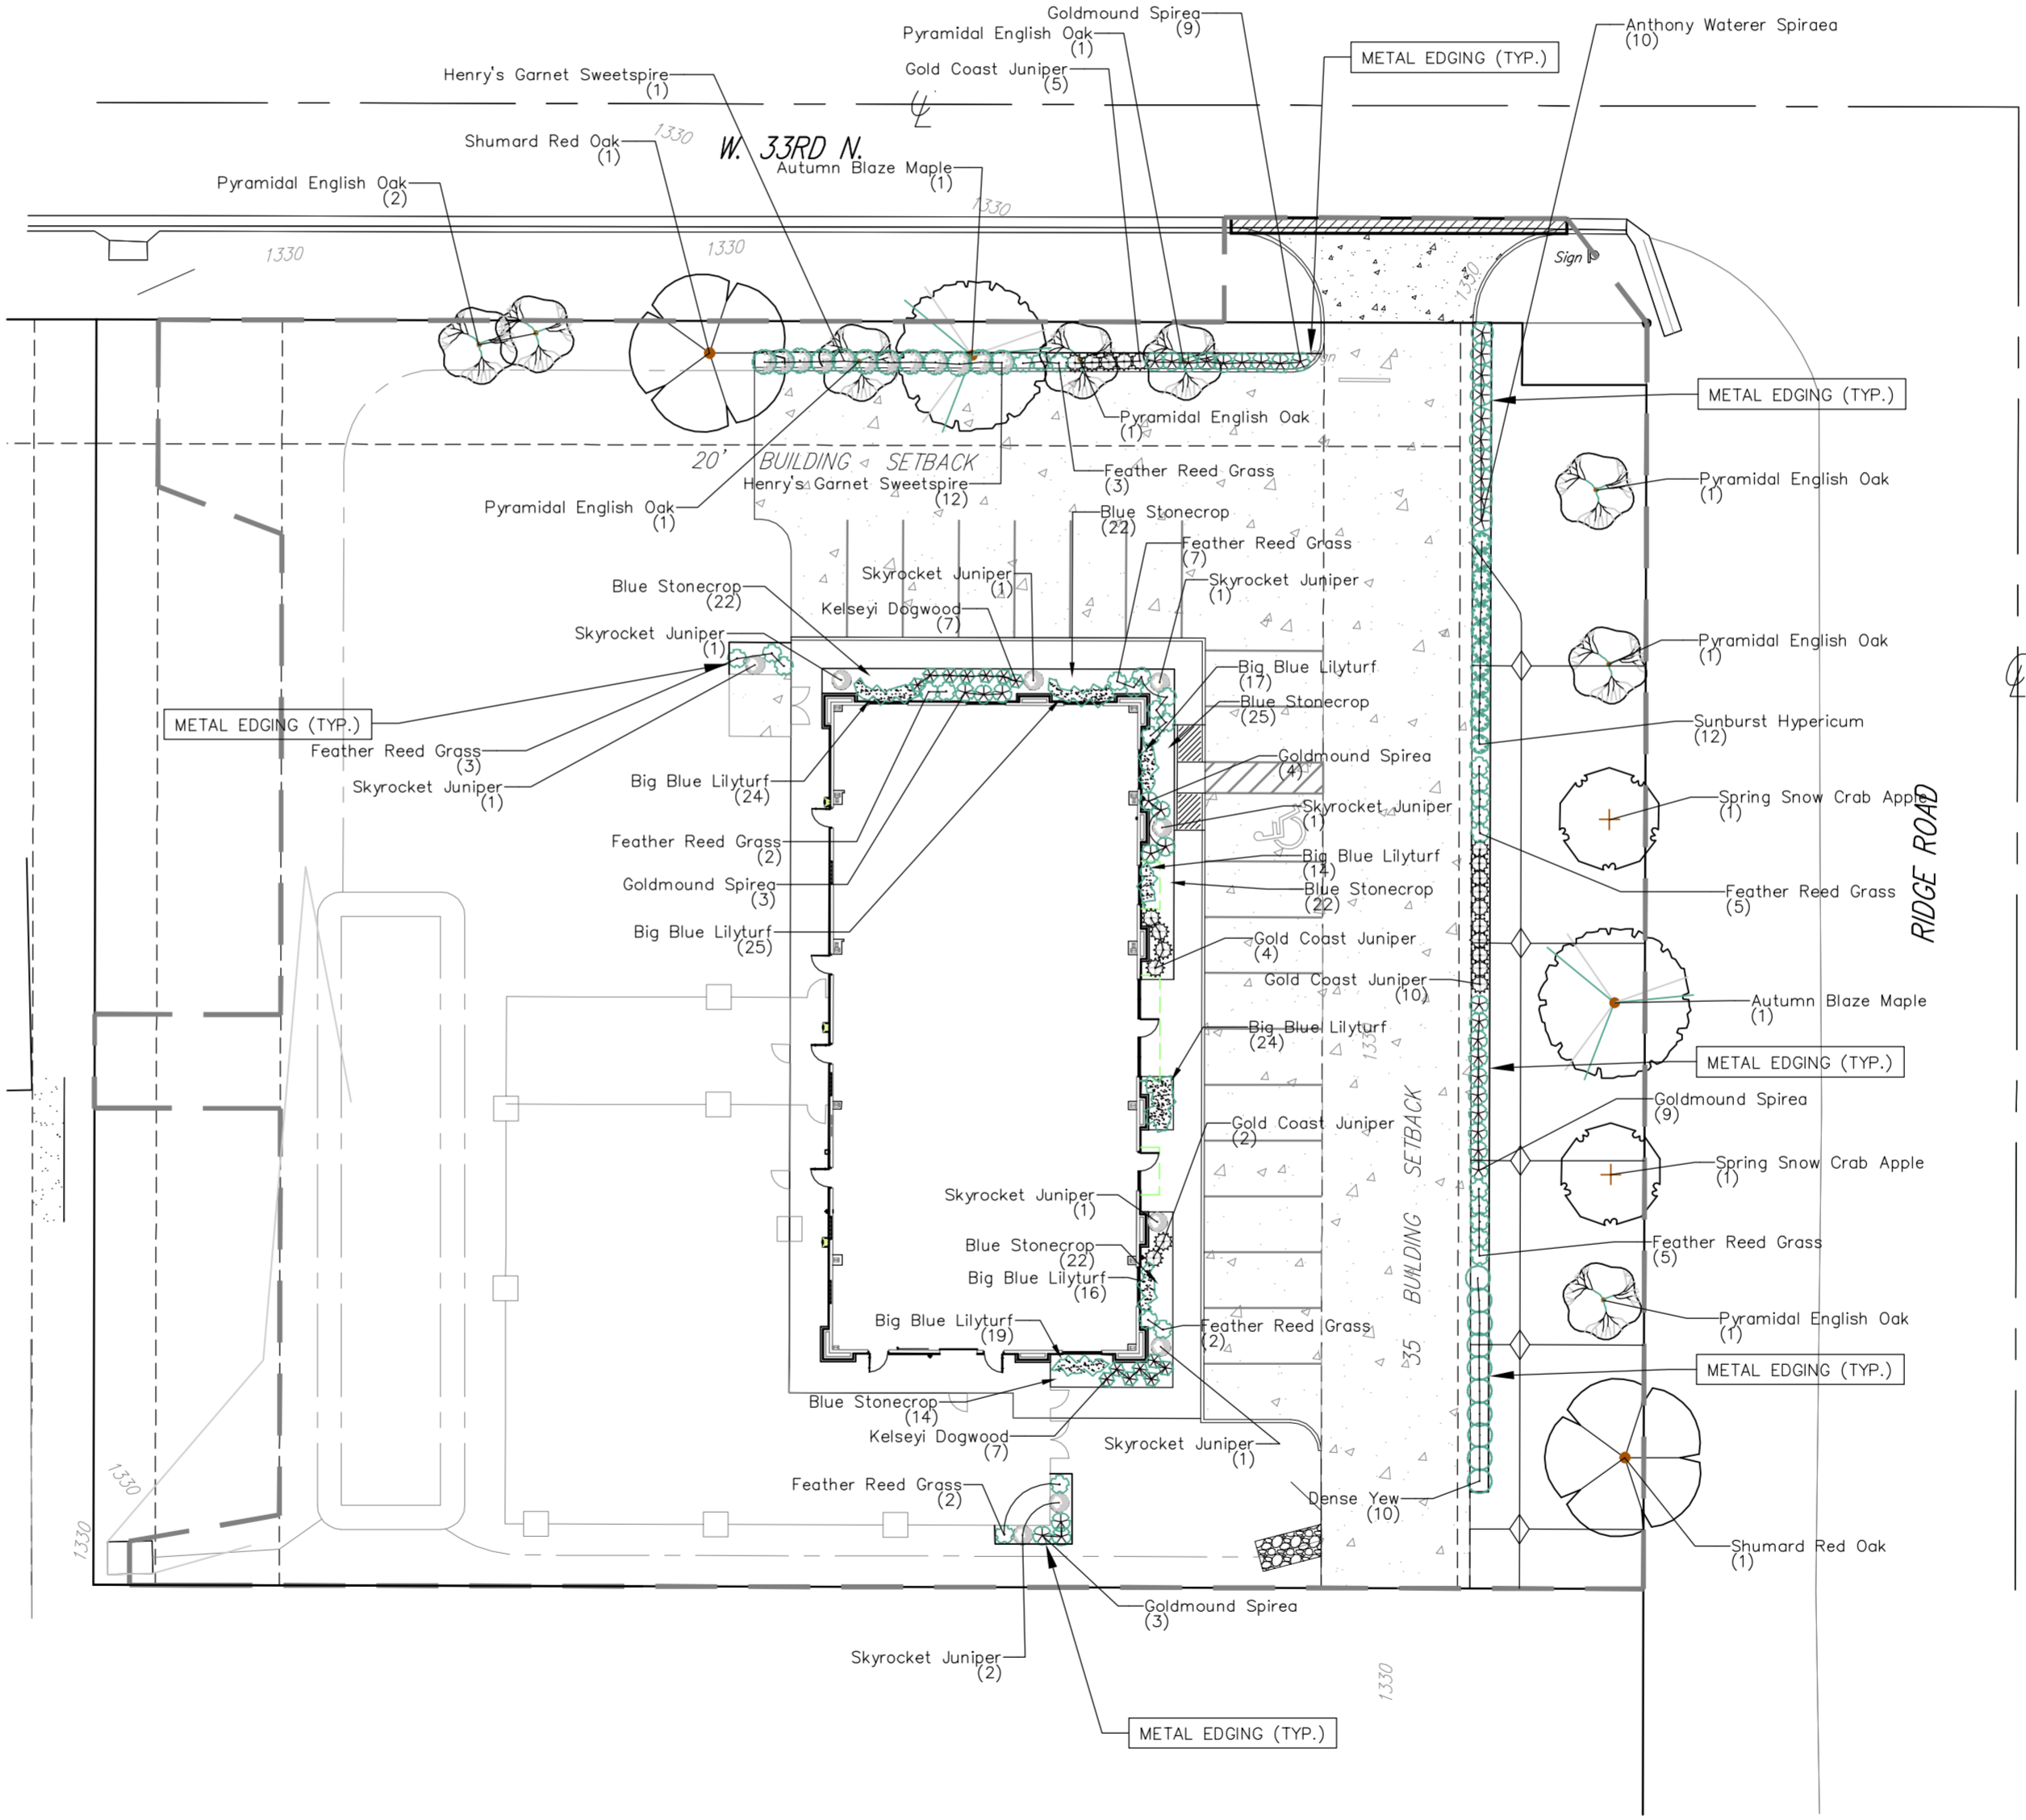 Goldmound Spirea
(9)
Pyramidal English Oak
(1)
Anthony Waterer Spiraea
(10)
METAL EDGING (TYP.)
Gold Coast Juniper
(5)
Henry's Garnet Sweetspire
(1)
Shumard Red Oak
(1)
1330
W. 33RD N.
Autumn Blaze Maple
(1)
Pyramidal English Oak
(2)
1330
1330
1330
1330
Sign
METAL EDGING (TYP.)
Pyramidal English Oak
(1)
20' BUILDING SETBACK
Feather Reed Grass
(3)
Henry's Garnet Sweetspire
(12)
Pyramidal English Oak
(1)
Pyramidal English Oak
(1)
Blue Stonecrop
(22)
Feather Reed Grass
(7)
Skyrocket Juniper
(1)
Skyrocket Juniper
(1)
Blue Stonecrop
(22)
Kelseyi Dogwood
(7)
Skyrocket Juniper
(1)
Pyramidal English Oak
(1)
Big Blue Lilyturf
(17)
Blue Stonecrop
(25)
METAL EDGING (TYP.)
Sunburst Hypericum
(12)
Feather Reed Grass
(3)
Goldmound Spirea
(4)
Big Blue Lilyturf
(24)
Skyrocket Juniper
(1)
Skyrocket Juniper
(1)
Spring Snow Crab Apple
(1)
RIDGE ROAD
Feather Reed Grass
(2)
Big Blue Lilyturf
(14)
Goldmound Spirea
(3)
Blue Stonecrop
(22)
Feather Reed Grass
(5)
Big Blue Lilyturf
(25)
Gold Coast Juniper
(4)
Gold Coast Juniper
(10)
Autumn Blaze Maple
(1)
Big Blue Lilyturf
(24)
1330
METAL EDGING (TYP.)
Goldmound Spirea
(9)
Gold Coast Juniper
(2)
35 BUILDING SETBACK
Spring Snow Crab Apple
(1)
Skyrocket Juniper
(1)
Blue Stonecrop
(22)
Feather Reed Grass
(5)
Big Blue Lilyturf
(16)
Big Blue Lilyturf
(19)
Feather Reed Grass
(2)
Pyramidal English Oak
(1)
METAL EDGING (TYP.)
Blue Stonecrop
(14)
Kelseyi Dogwood
(7)
Skyrocket Juniper
(1)
1330
Feather Reed Grass
(2)
Dense Yew
(10)
1330
Shumard Red Oak
(1)
Goldmound Spirea
(3)
Skyrocket Juniper
(2)
1330
METAL EDGING (TYP.)